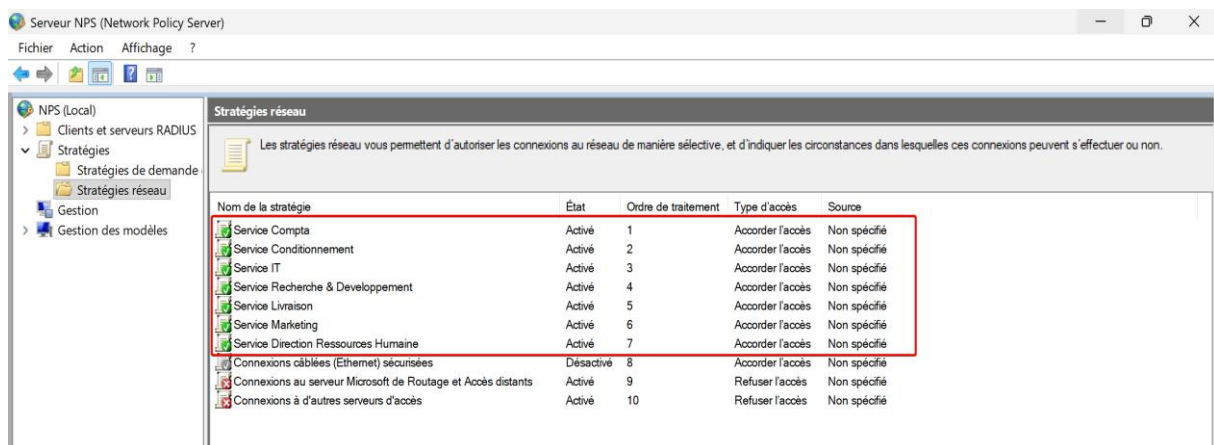 Serveur NPS (Network Policy Server)
Fichier Action Affichage ?
NPS (Local)
Clients et serveurs RADIUS
Stratégies
Stratégies de demande
Stratégies réseau
Gestion
Gestion des modèles
Stratégies réseau
Les stratégies réseau vous permettent d'autoriser les connexions au réseau de manière sélective, et d'indiquer les circonstances dans lesquelles ces connexions peuvent s'effectuer ou non.
Nom de la stratégie État Ordre de traitement Type d'accès Source
Service Compta Activé 1 Accorder l'accès Non spécifié
Service Conditionnement Activé 2 Accorder l'accès Non spécifié
Service IT Activé 3 Accorder l'accès Non spécifié
Service Recherche & Developpement Activé 4 Accorder l'accès Non spécifié
Service Livraison Activé 5 Accorder l'accès Non spécifié
Service Marketing Activé 6 Accorder l'accès Non spécifié
Service Direction Ressources Humaine Activé 7 Accorder l'accès Non spécifié
Connexions câblées (Ethernet) sécurisées Désactivé 8 Accorder l'accès Non spécifié
Connexions au serveur Microsoft de Routage et Accès distants Activé 9 Refuser l'accès Non spécifié
Connexions à d'autres serveurs d'accès Activé 10 Refuser l'accès Non spécifié